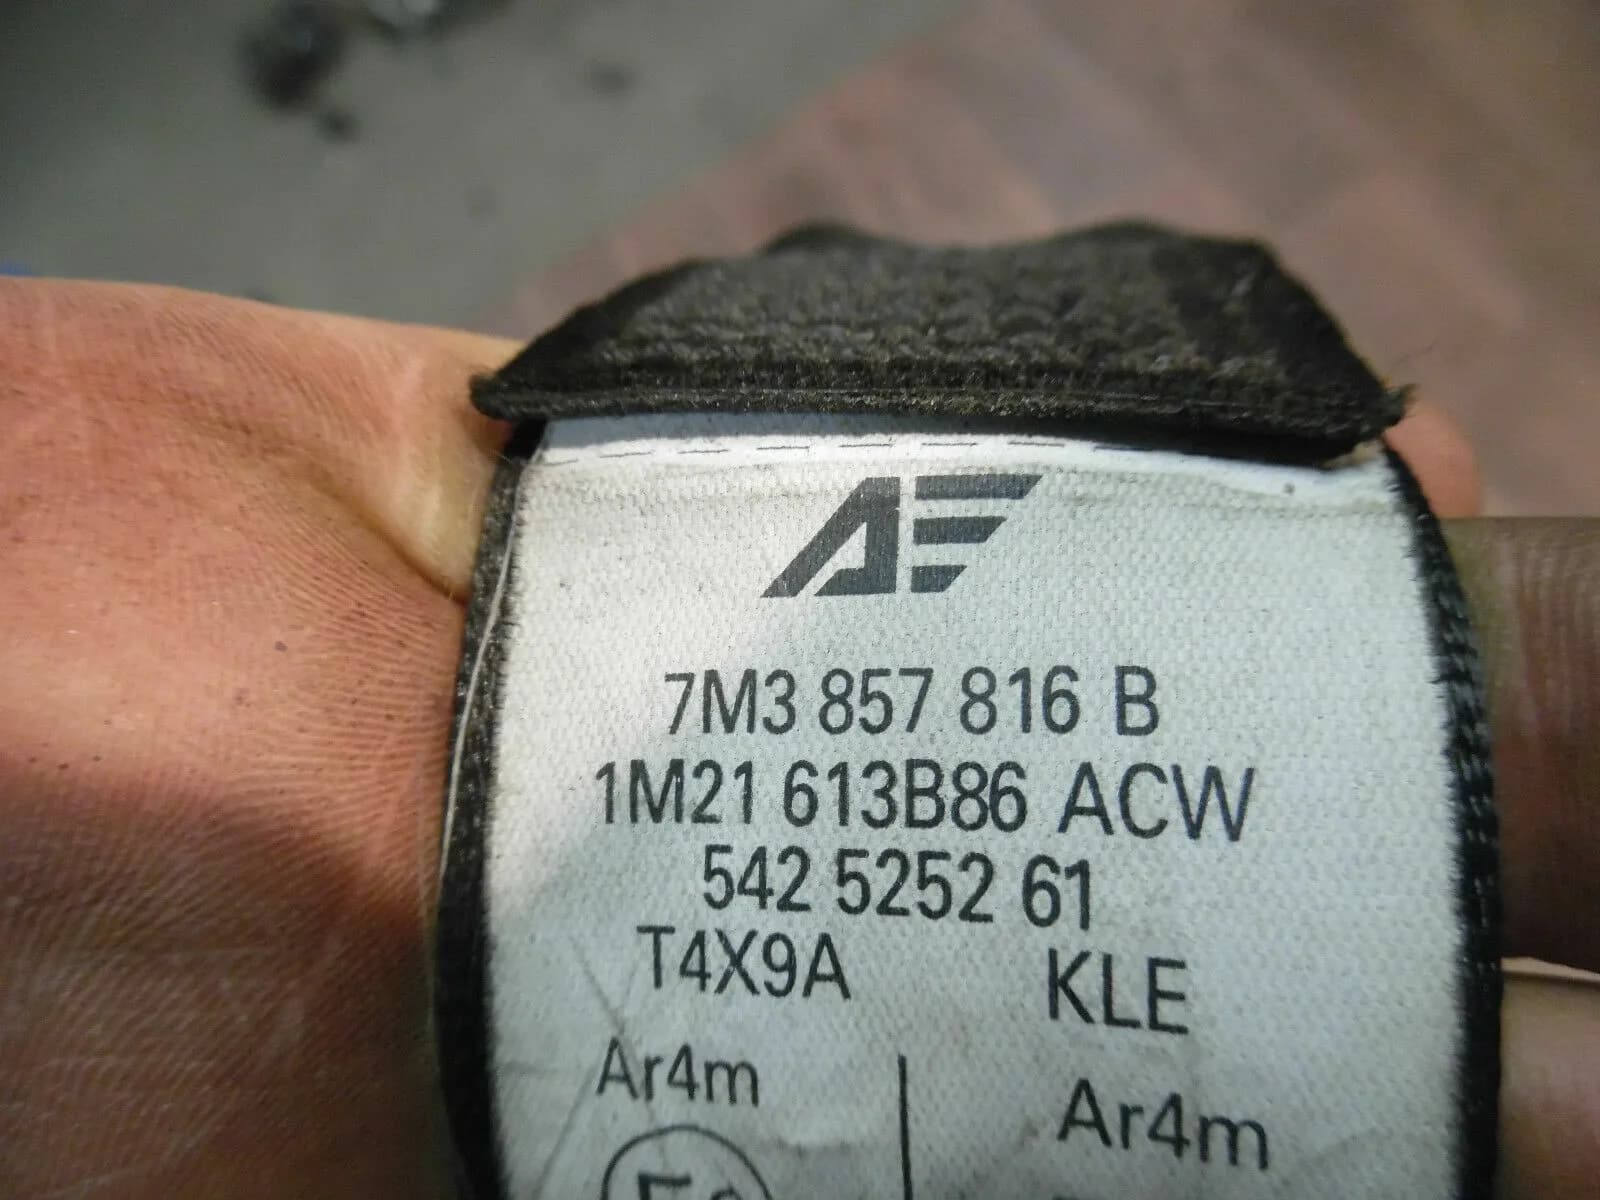 AE
7M3 857 816 B
1M21 613B86 ACW
542 5252 61
T4X9A KLE
Ar4m Ar4m